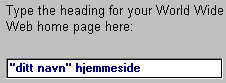 Type the heading for your World Wide
Web home page here:
"ditt navn" hjemmeside